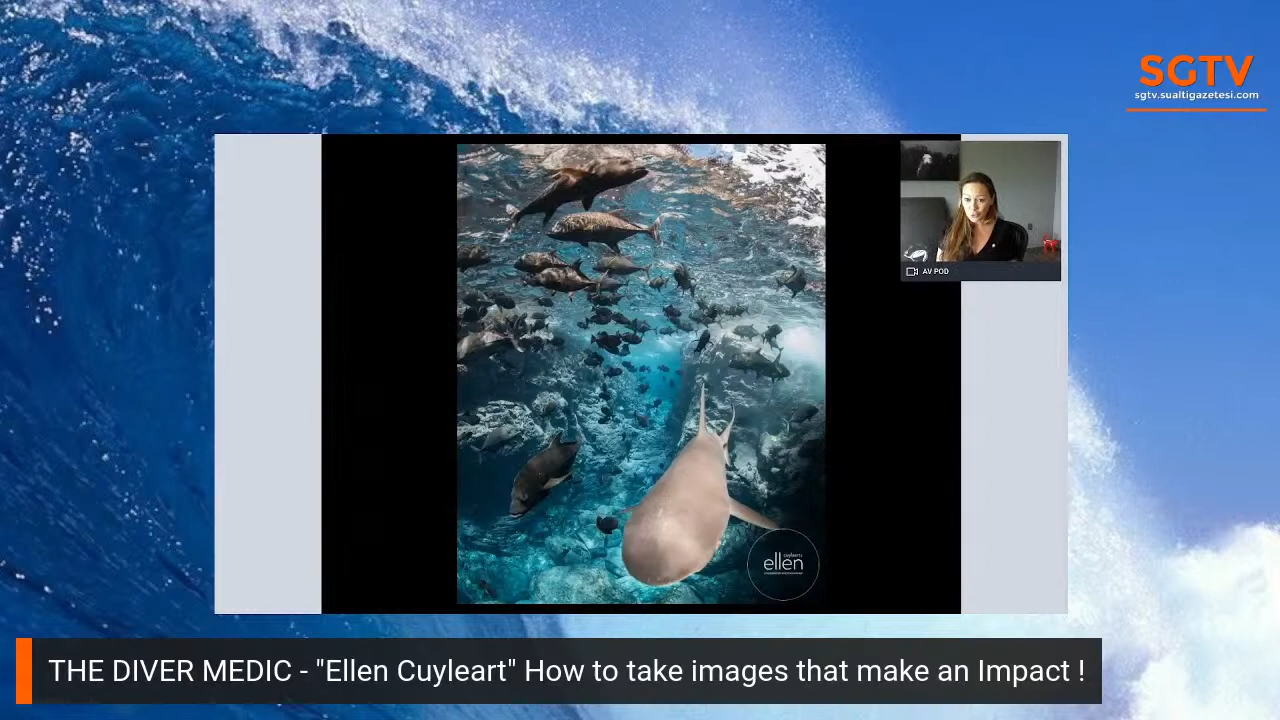 SGTV
sgtv.sualtigazetesi.com
AV POD
cuylaerts
ellen
THE DIVER MEDIC - "Ellen Cuyleart" How to take images that make an Impact !